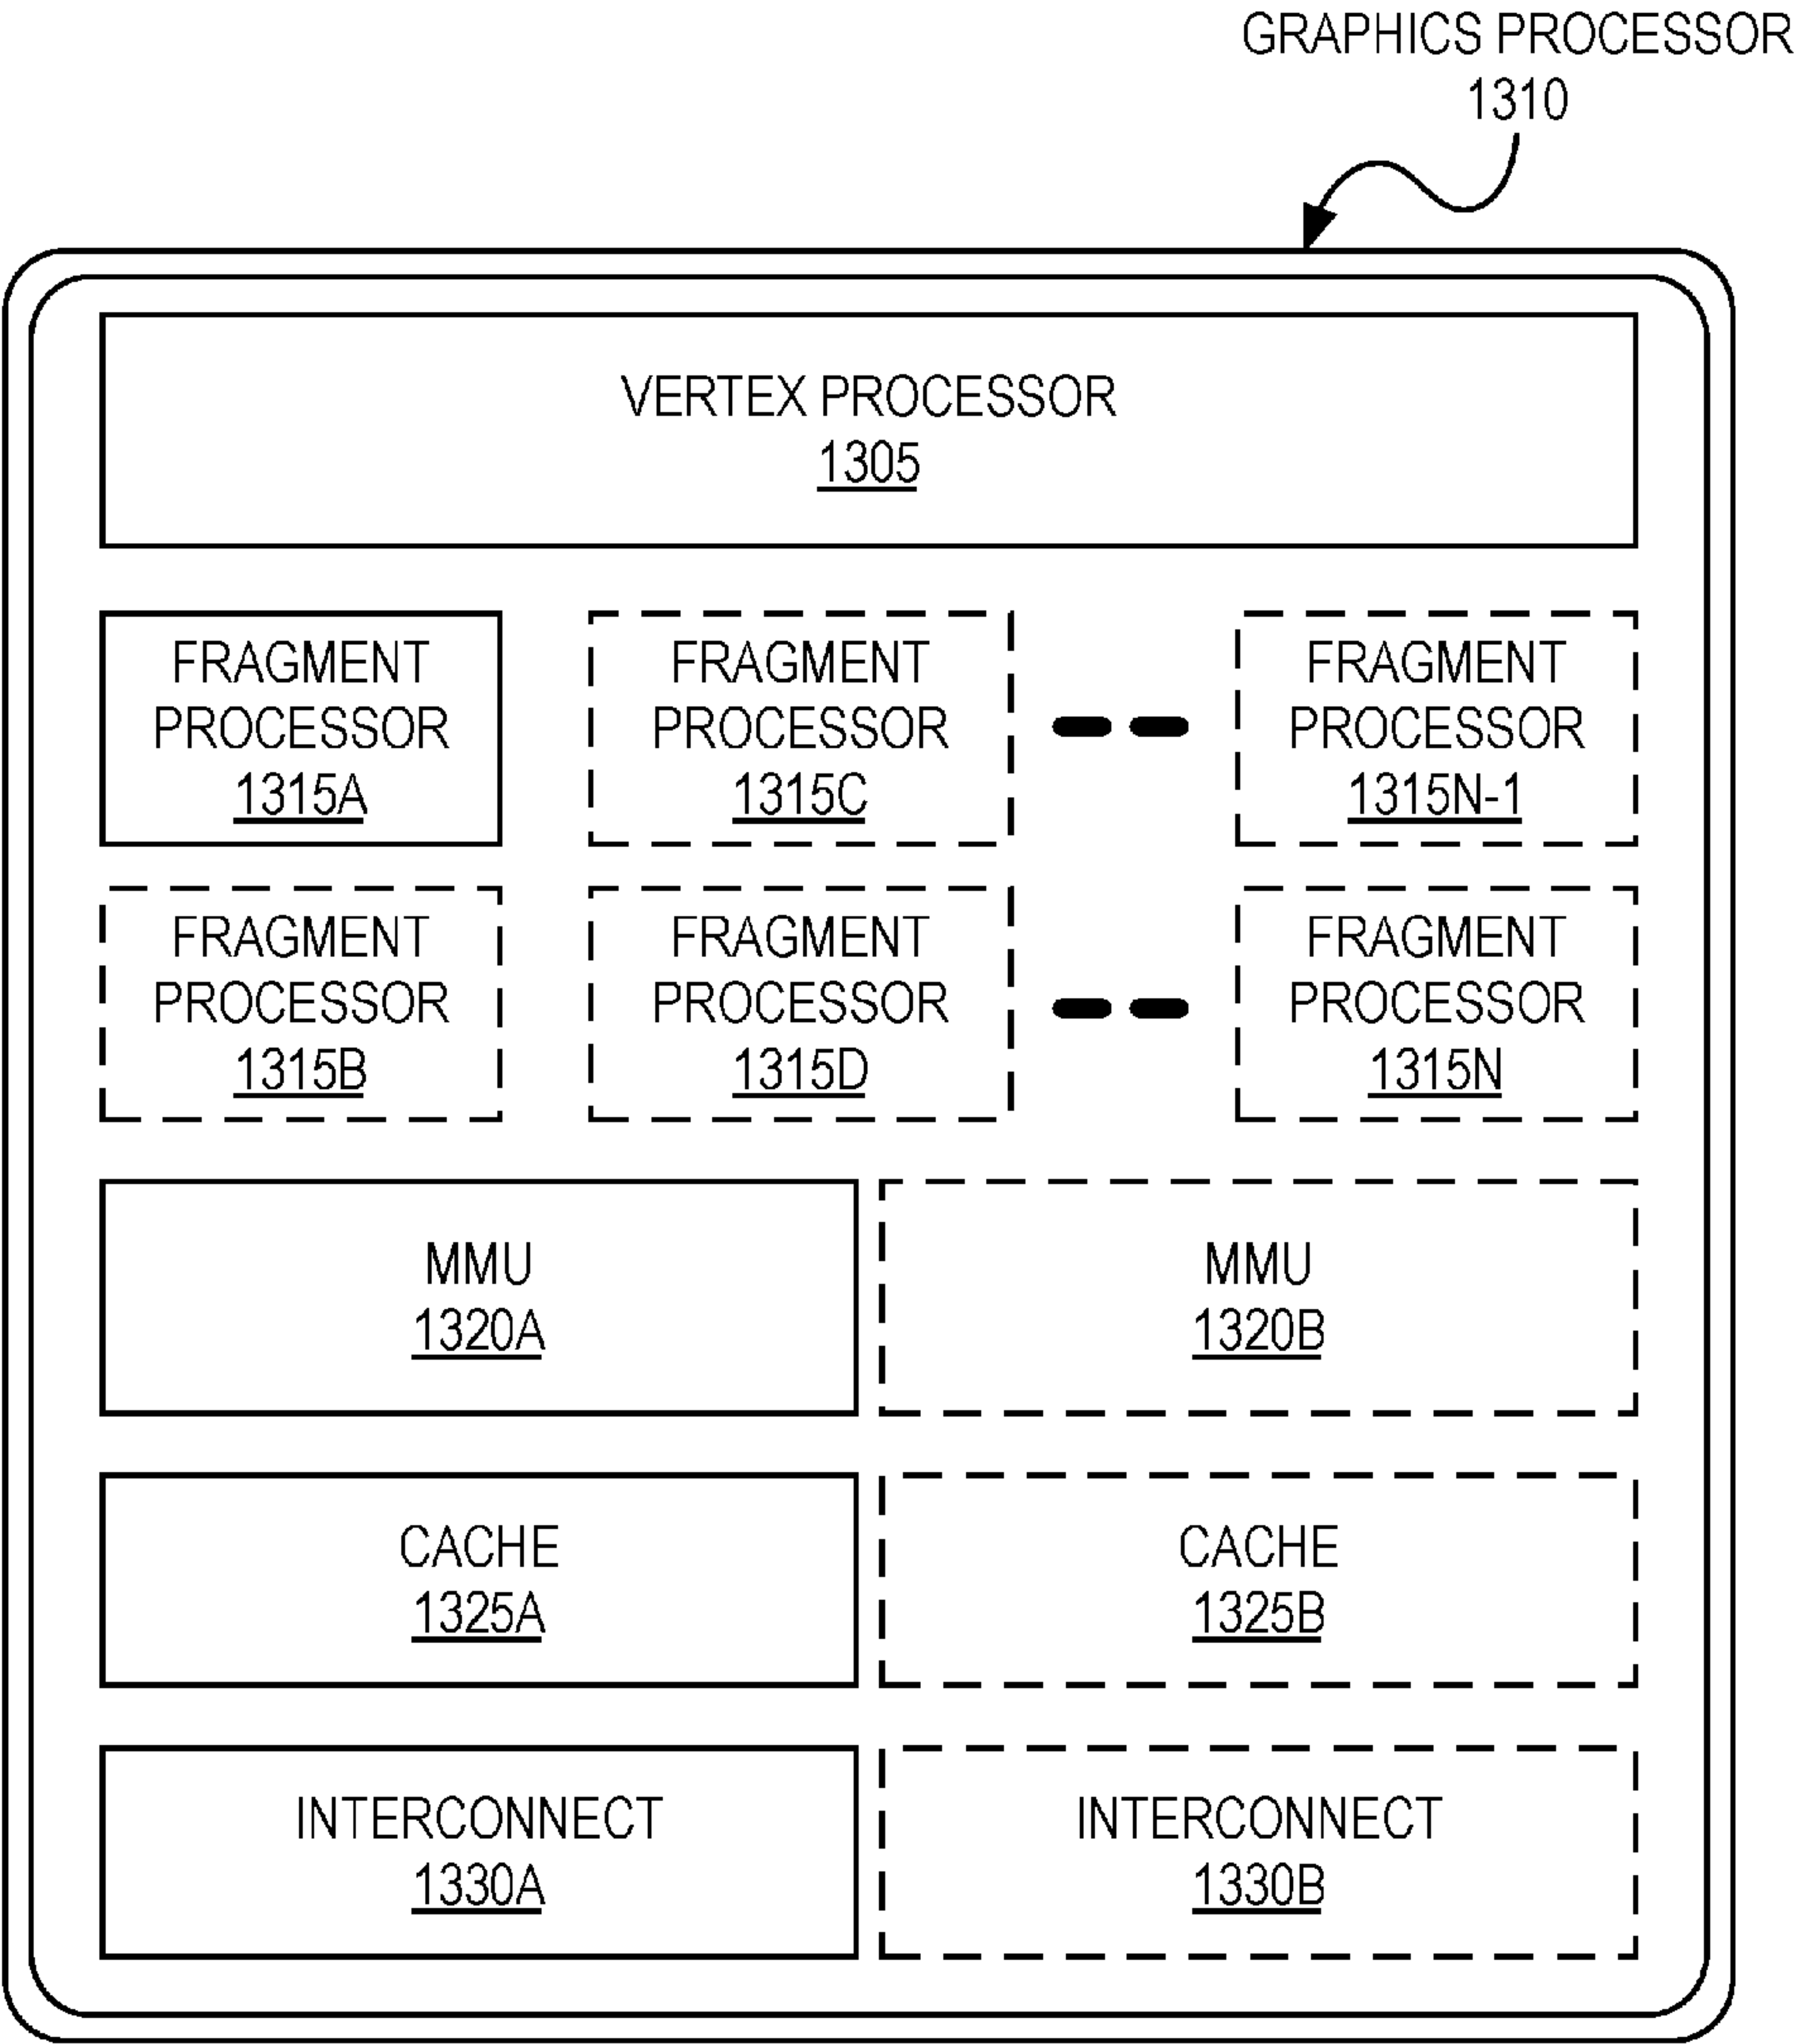 GRAPHICS PROCESSOR
1310
VERTEX PROCESSOR
1305
FRAGMENT
PROCESSOR
1315A
FRAGMENT
PROCESSOR
1315C
FRAGMENT
PROCESSOR
1315N-1
FRAGMENT
PROCESSOR
1315B
FRAGMENT
PROCESSOR
1315D
FRAGMENT
PROCESSOR
1315N
MMU
1320A
MMU
1320B
CACHE
1325A
CACHE
1325B
INTERCONNECT
1330A
INTERCONNECT
1330B